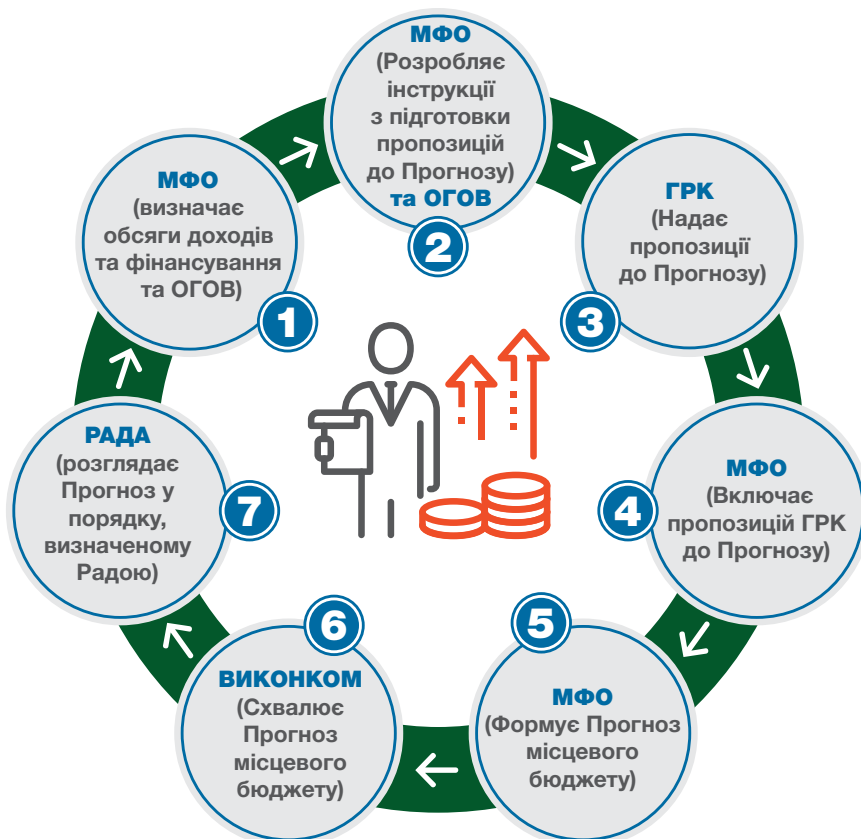 МФО
(визначає
обсяги доходів
та фінансування
та ОГОВ)
1
МФО
(Розробляє
інструкції
з підготовки
пропозицій
до Прогнозу)
та ОГОВ
2
ГРК
(Надає
пропозиції
до Прогнозу)
3
МФО
(Включає
пропозицій ГРК
до Прогнозу)
4
МФО
(Формує Прогноз
місцевого
бюджету)
5
ВИКОНКОМ
(Схвалює
Прогноз
місцевого
бюджету)
6
РАДА
(розглядає
Прогноз у
порядку,
визначеному
Радою)
7